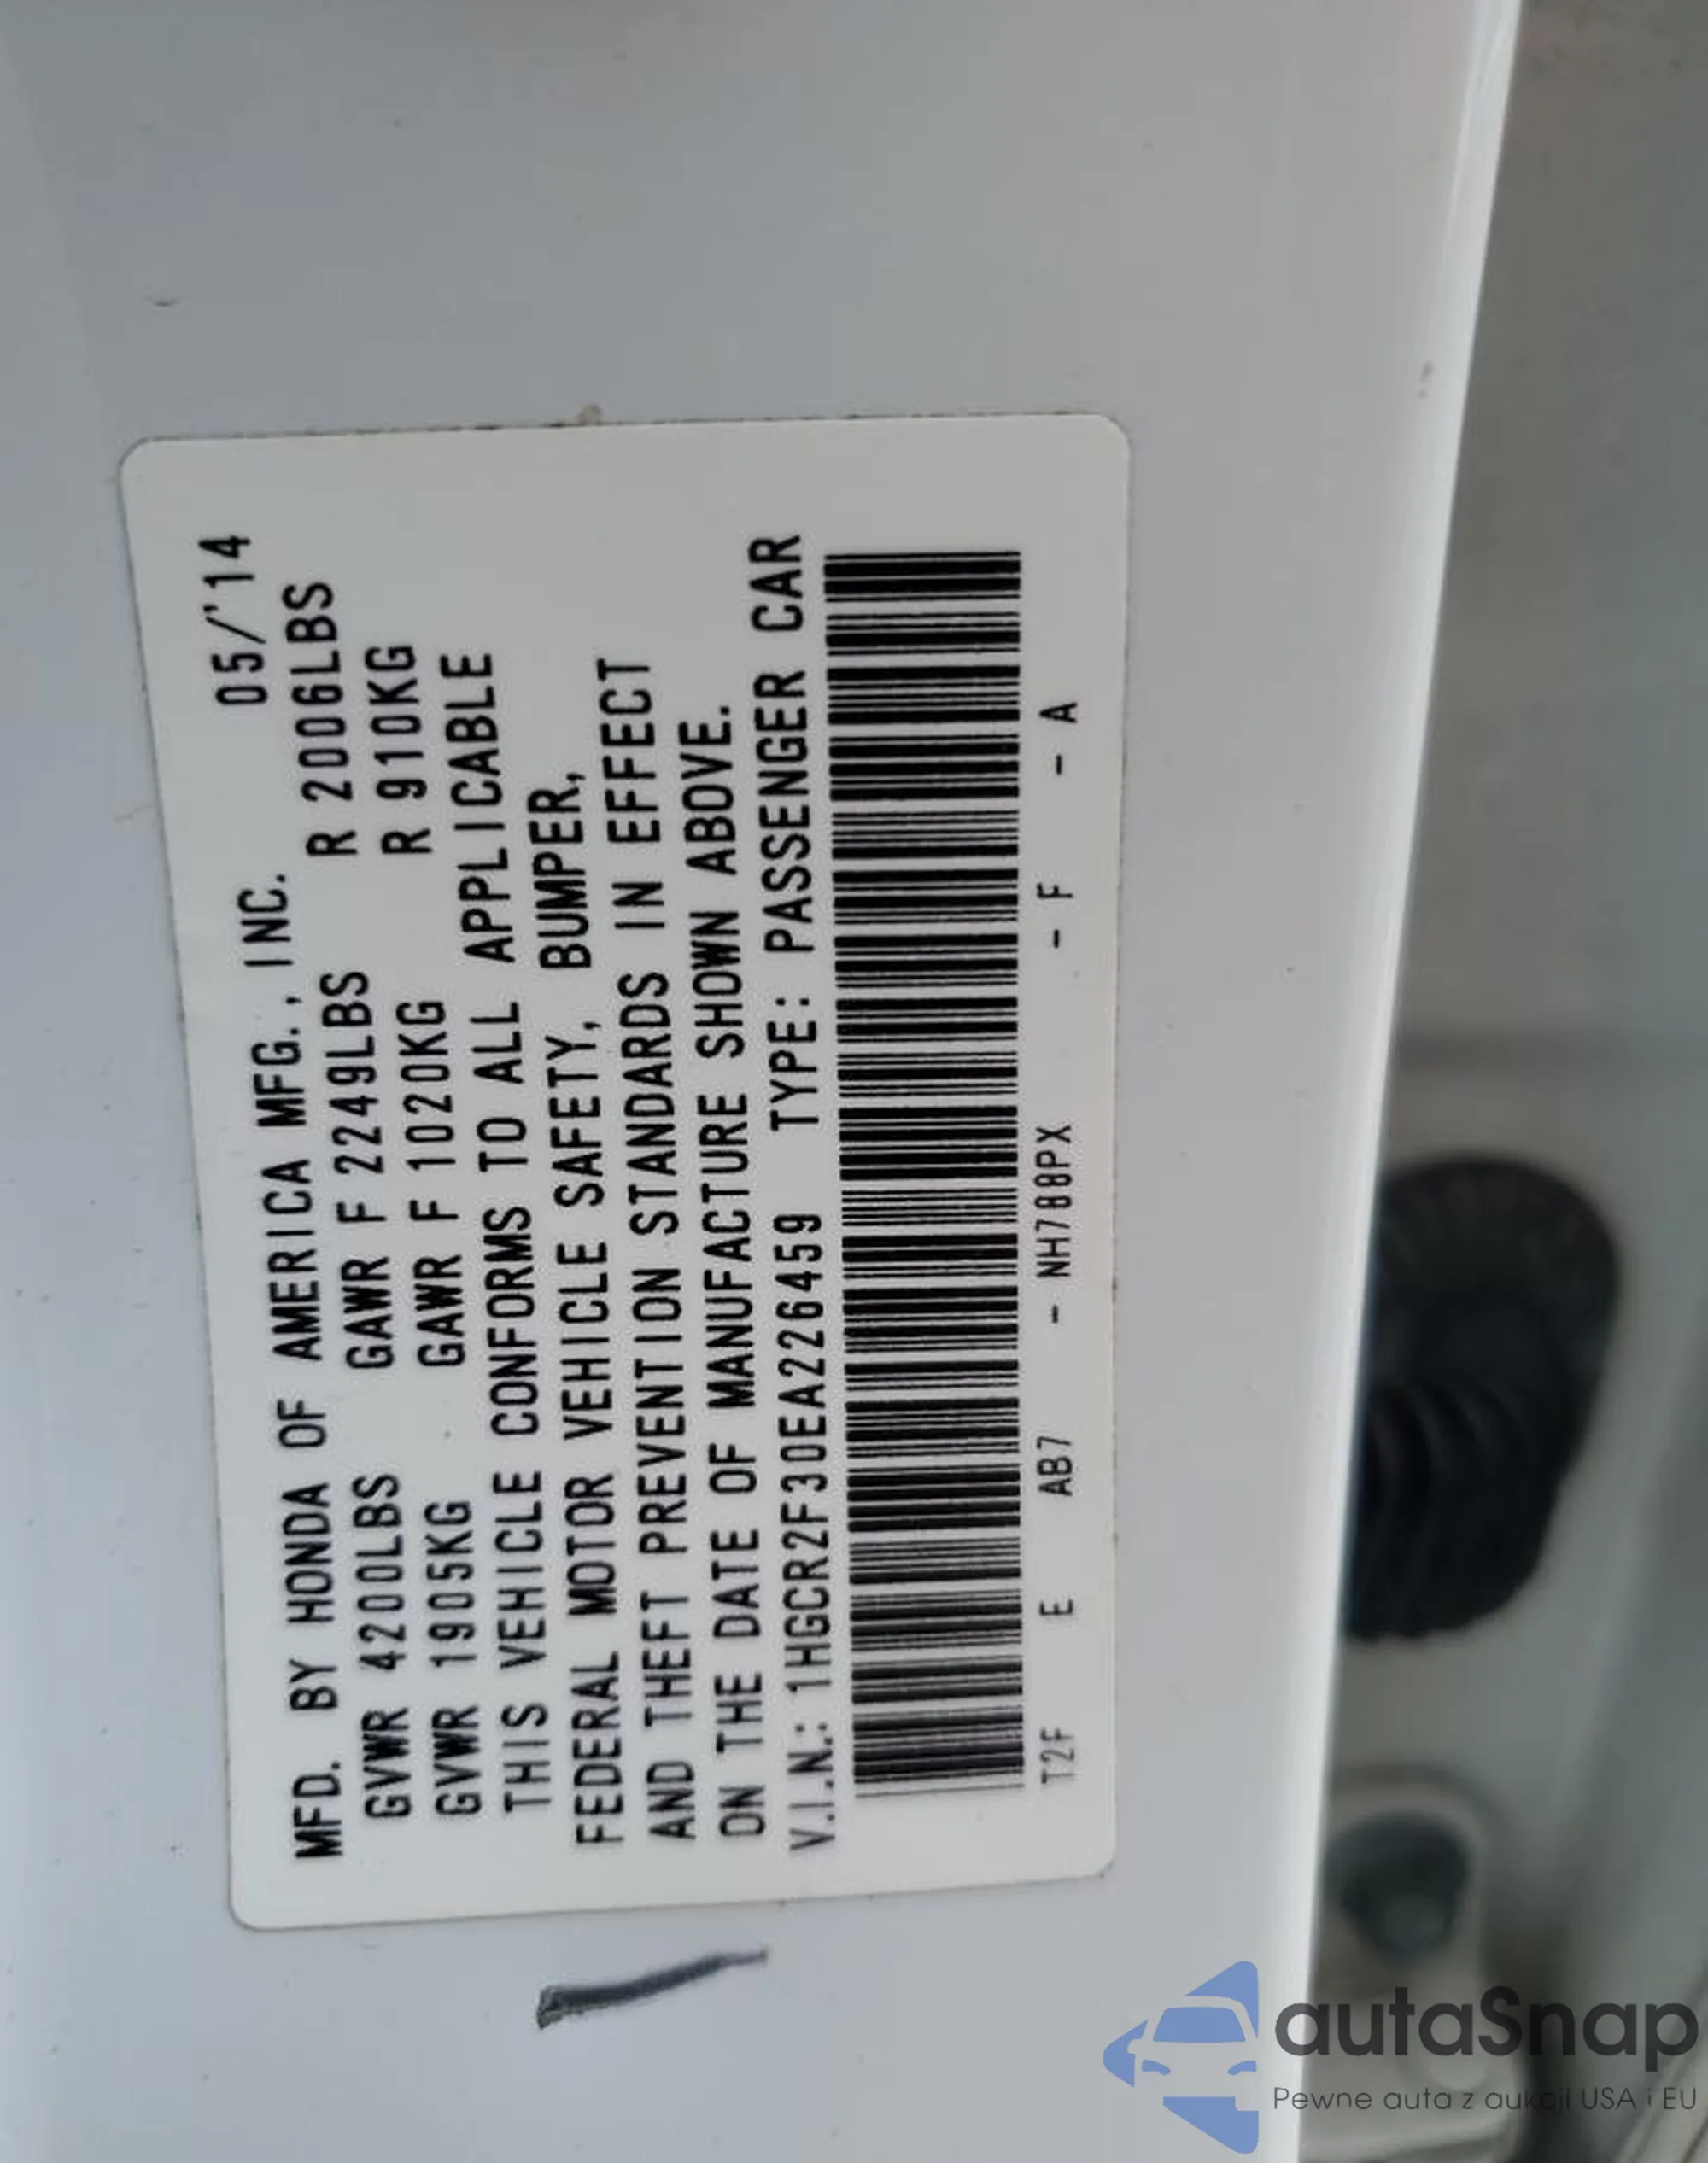 MFD. BY HONDA OF AMERICA MFG., INC. 05/'14
GVWR 4200LBS GAWR F 2249LBS R 2006LBS
GVWR 1905KG GAWR F 1020KG R 910KG
THIS VEHICLE CONFORMS TO ALL APPLICABLE
FEDERAL MOTOR VEHICLE SAFETY, BUMPER,
AND THEFT PREVENTION STANDARDS IN EFFECT
ON THE DATE OF MANUFACTURE SHOWN ABOVE.
V.I.N.: 1HGCR2F30EA226459 TYPE: PASSENGER CAR
T2F E AB7 - NH788PX - F - A
autaSnap
Pewne auta z aukcji USA i EU